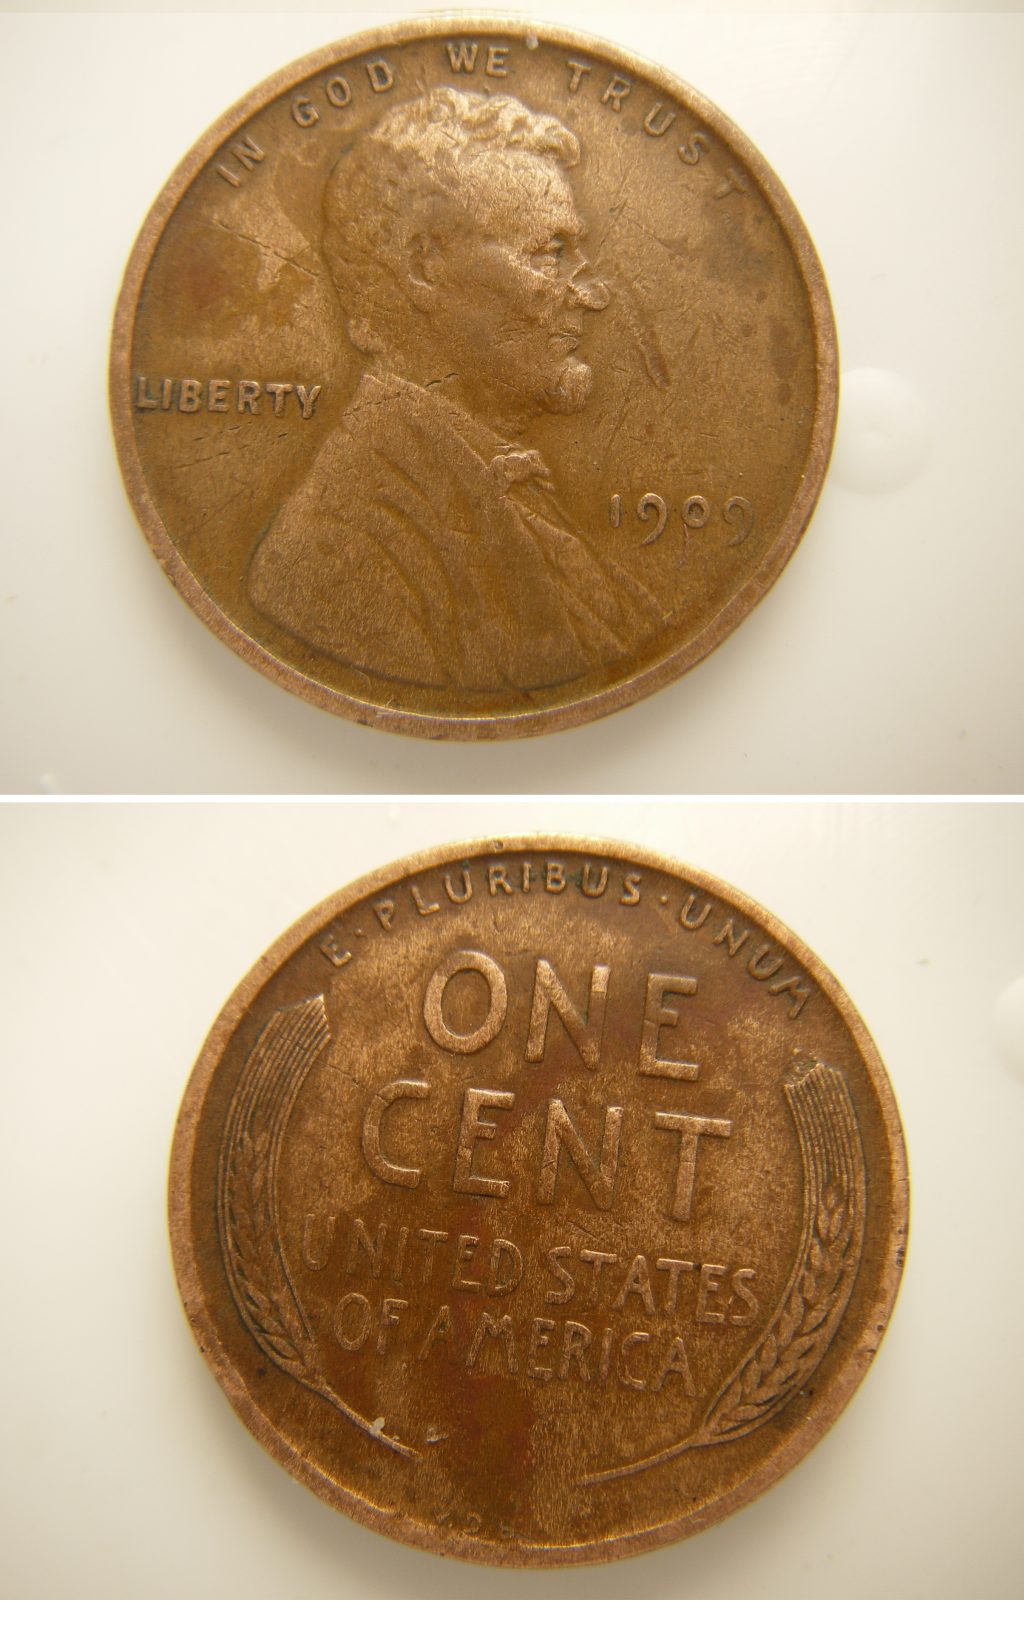 IN GOD WE TRUST
LIBERTY
1909
E·PLURIBUS·UNUM
ONE
CENT
UNITED STATES
OF AMERICA